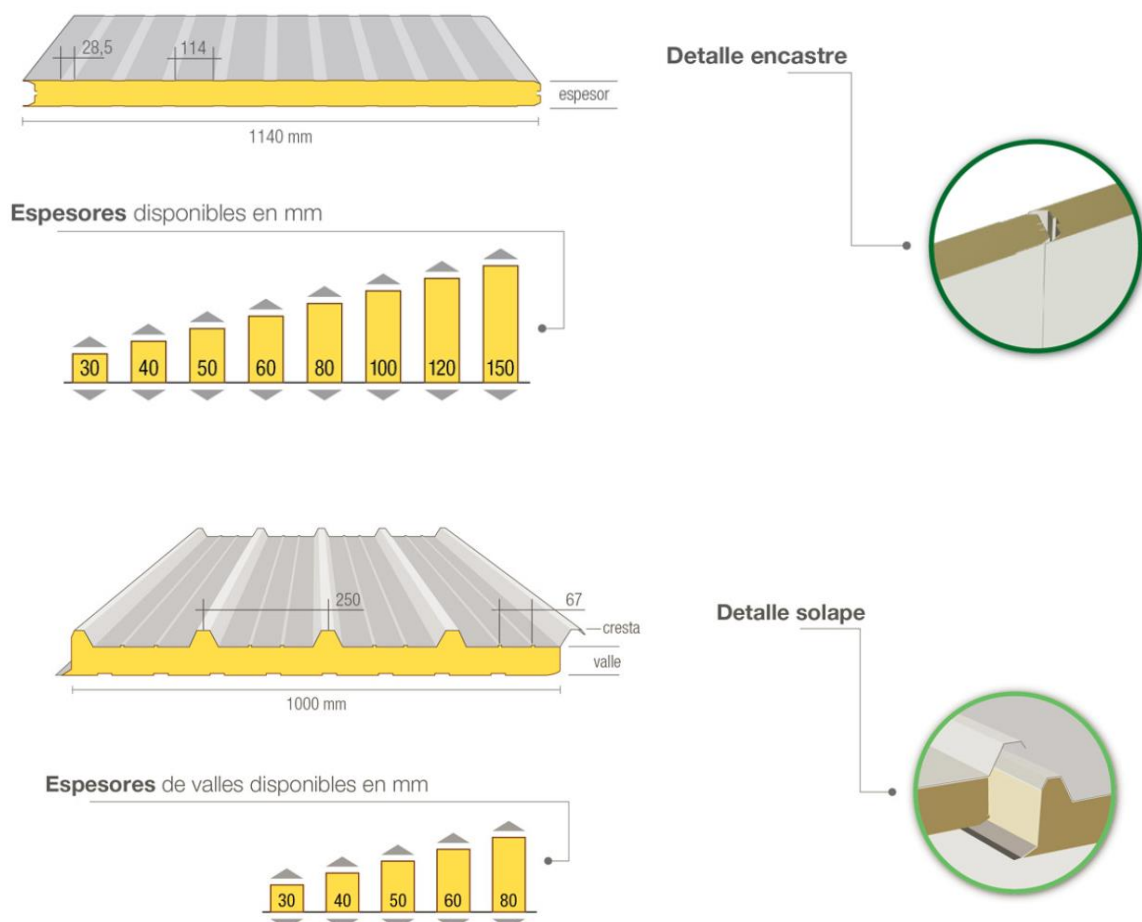 28,5
114
espesor
1140 mm
Detalle encastre
Espesores disponibles en mm
30 40 50 60 80 100 120 150
250
67
cresta
valle
1000 mm
Detalle solape
Espesores de valles disponibles en mm
30 40 50 60 80